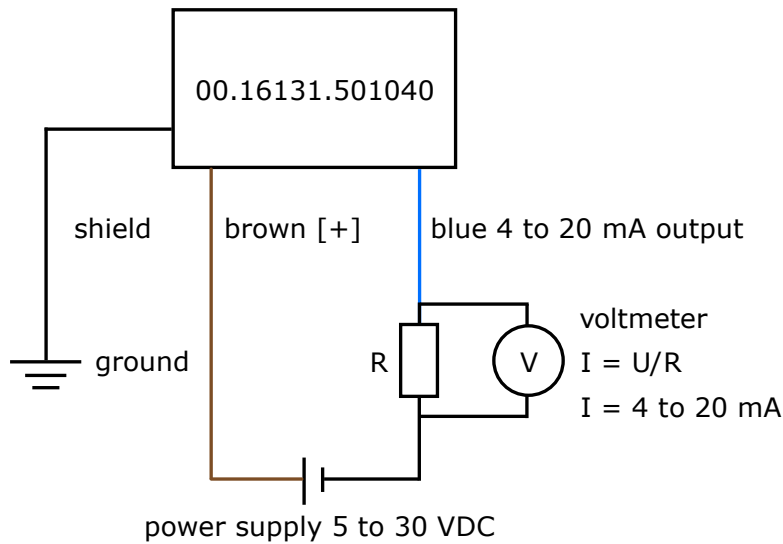 00.16131.501040
shield
brown [+]
blue 4 to 20 mA output
ground
R
V
voltmeter
I = U/R
I = 4 to 20 mA
power supply 5 to 30 VDC